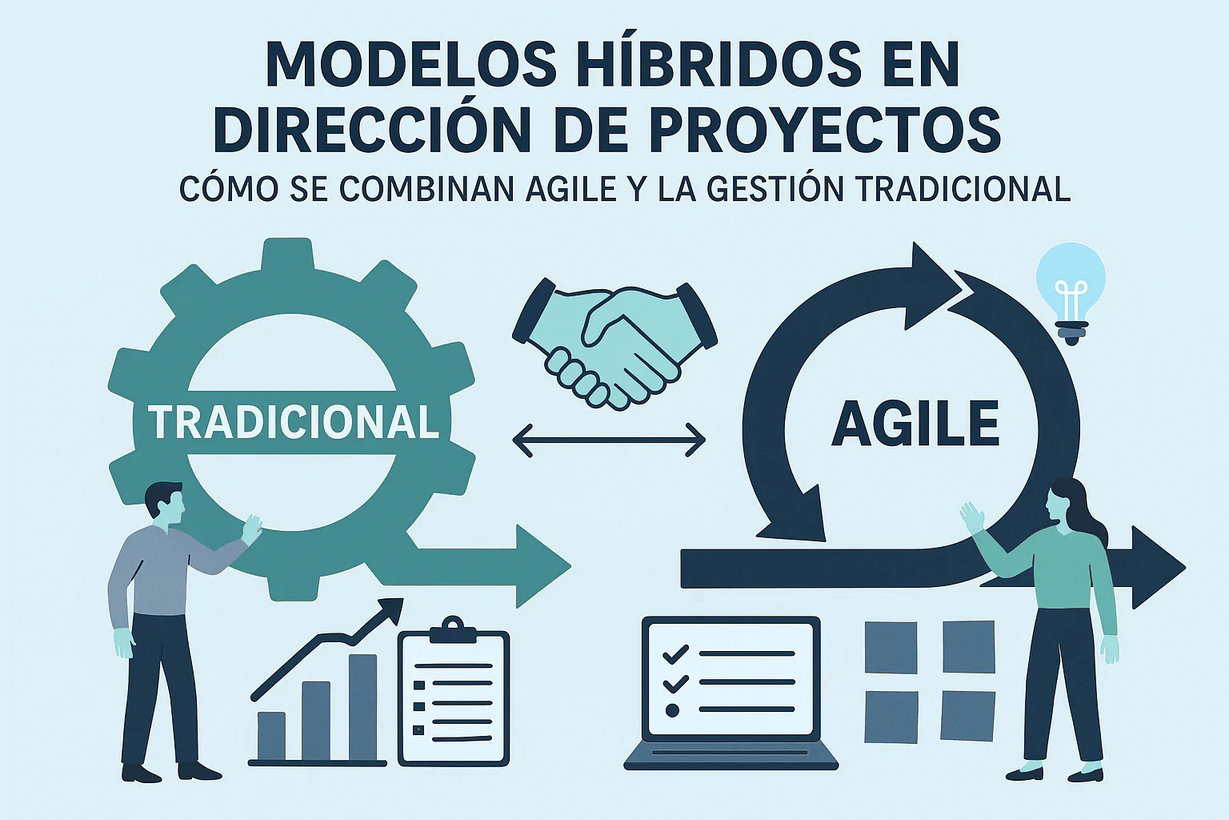 MODELOS HÍBRIDOS EN
DIRECCIÓN DE PROYECTOS
CÓMO SE COMBINAN AGILE Y LA GESTIÓN TRADICIONAL
TRADICIONAL
AGILE